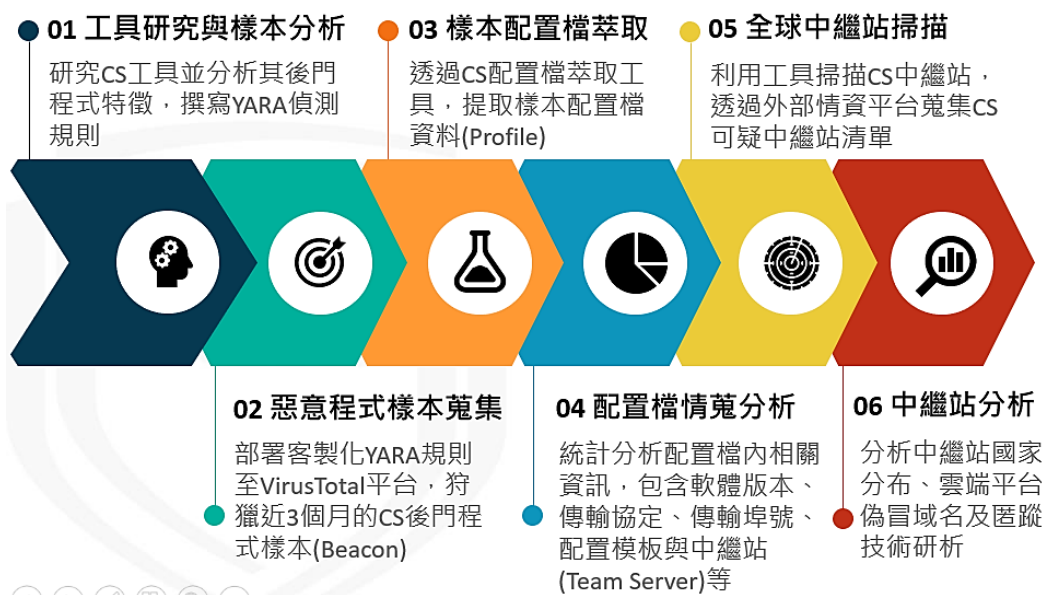 01 工具研究與樣本分析
研究CS工具並分析其後門
程式特徵，撰寫YARA偵測
規則
02 惡意程式樣本蒐集
部署客製化YARA規則
至VirusTotal平台，狩
獵近3個月的CS後門程
式樣本(Beacon)
03 樣本配置檔萃取
透過CS配置檔萃取工
具，提取樣本配置檔
資料(Profile)
04 配置檔情蒐分析
統計分析配置檔內相關
資訊，包含軟體版本、
傳輸協定、傳輸埠號、
配置模板與中繼站
(Team Server)等
05 全球中繼站掃描
利用工具掃描CS中繼站，
透過外部情資平台蒐集CS
可疑中繼站清單
06 中繼站分析
分析中繼站國家
分布、雲端平台
偽冒域名及匿蹤
技術研析